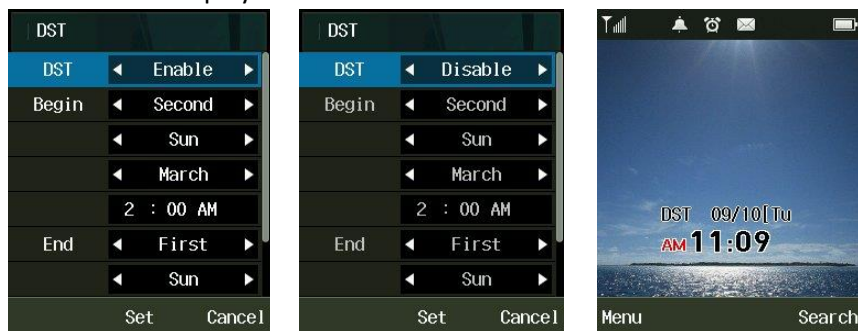 DST
DST ◀ Enable ▶
Begin ◀ Second ▶
◀ Sun ▶
◀ March ▶
2 : 00 AM
End ◀ First ▶
◀ Sun ▶
Set Cancel
DST
DST ◀ Disable ▶
Begin ◀ Second ▶
◀ Sun ▶
◀ March ▶
2 : 00 AM
End ◀ First ▶
◀ Sun ▶
Set Cancel
DST 09/10[Tu
AM 11:09
Menu Search